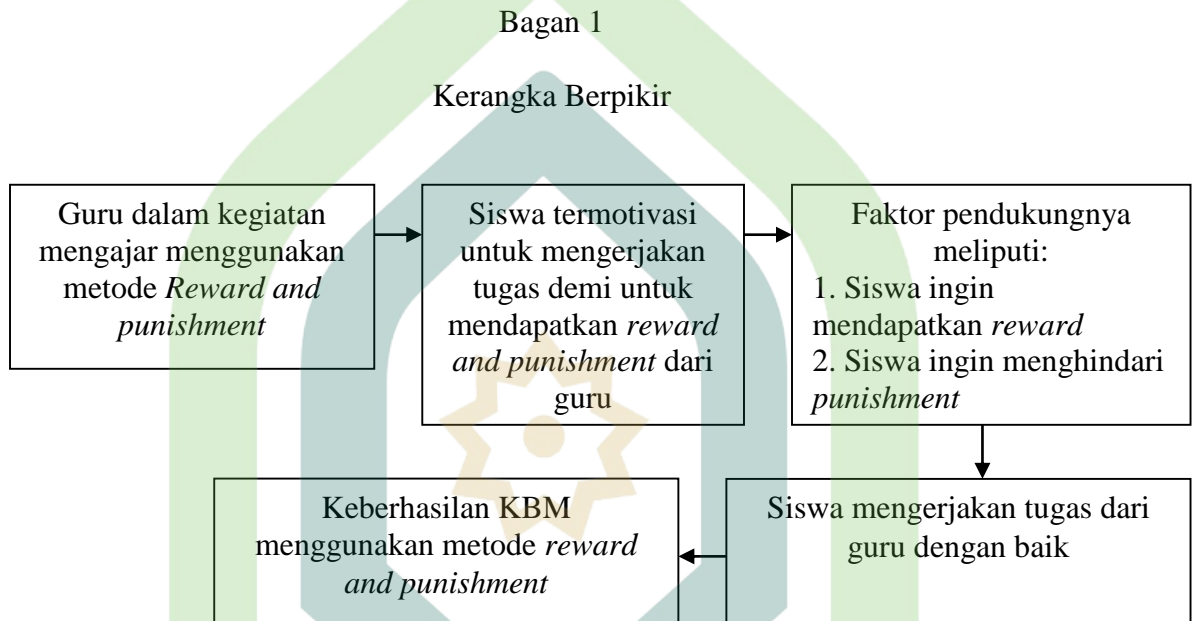 Bagan 1
Kerangka Berpikir
Guru dalam kegiatan
mengajar menggunakan
metode Reward and
punishment
Siswa termotivasi
untuk mengerjakan
tugas demi untuk
mendapatkan reward
and punishment dari
guru
Faktor pendukungnya
meliputi:
1. Siswa ingin
mendapatkan reward
2. Siswa ingin menghindari
punishment
Siswa mengerjakan tugas dari
guru dengan baik
Keberhasilan KBM
menggunakan metode reward
and punishment